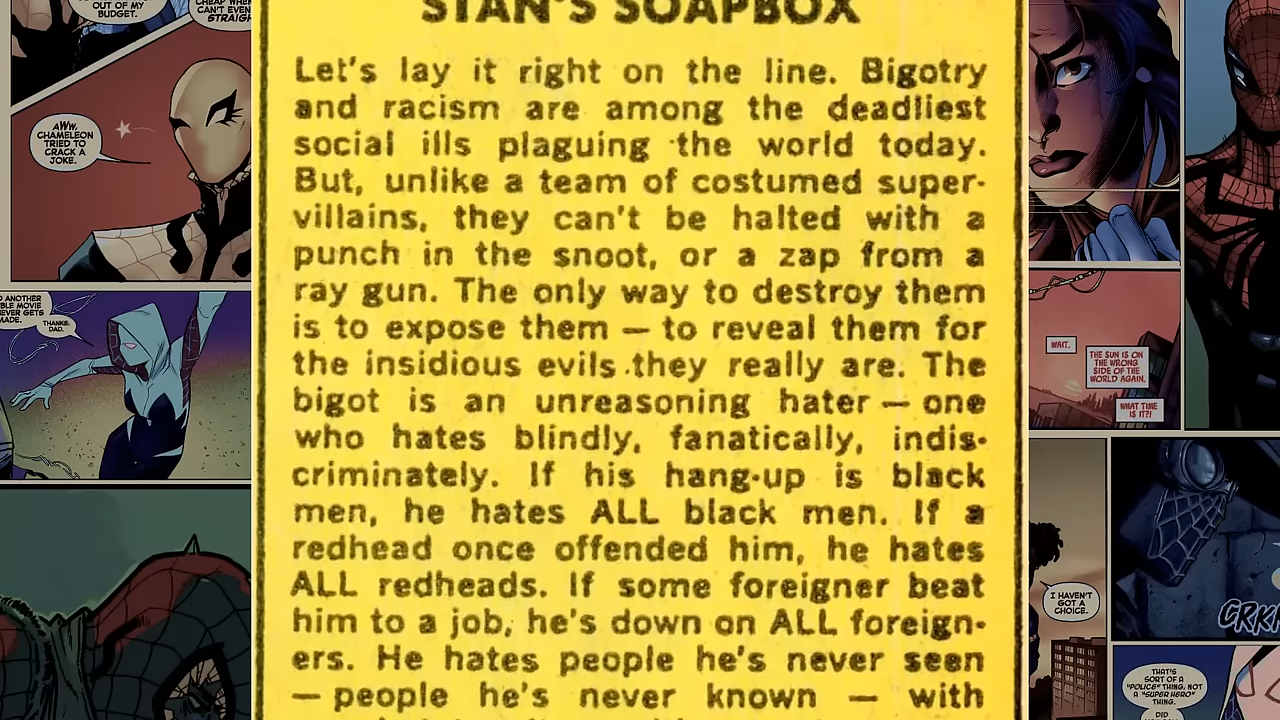 OUT OF MY
BUDGET.
CHEAP WHEN
CAN'T EVEN
STRAIGH
AWW,
CHAMELEON
TRIED TO
CRACK A
JOKE.
ANOTHER
BLE MOVIE
EVER GETS
MADE.
THANKS,
DAD.
STAN'S SOAPBOX
Let's lay it right on the line. Bigotry
and racism are among the deadliest
social ills plaguing the world today.
But, unlike a team of costumed super-
villains, they can't be halted with a
punch in the snoot, or a zap from a
ray gun. The only way to destroy them
is to expose them — to reveal them for
the insidious evils they really are. The
bigot is an unreasoning hater — one
who hates blindly, fanatically, indis-
criminately. If his hang-up is black
men, he hates ALL black men. If a
redhead once offended him, he hates
ALL redheads. If some foreigner beat
him to a job, he's down on ALL foreign-
ers. He hates people he's never seen
— people he's never known — with
WAIT.
THE SUN IS ON
THE WRONG
SIDE OF THE
WORLD AGAIN.
WHAT TIME
IS IT?!
I HAVEN'T
GOT A
CHOICE.
CRKK
THAT'S
SORT OF A
"POLICE" THING, NOT
A "SUPER HERO"
THING.
DID